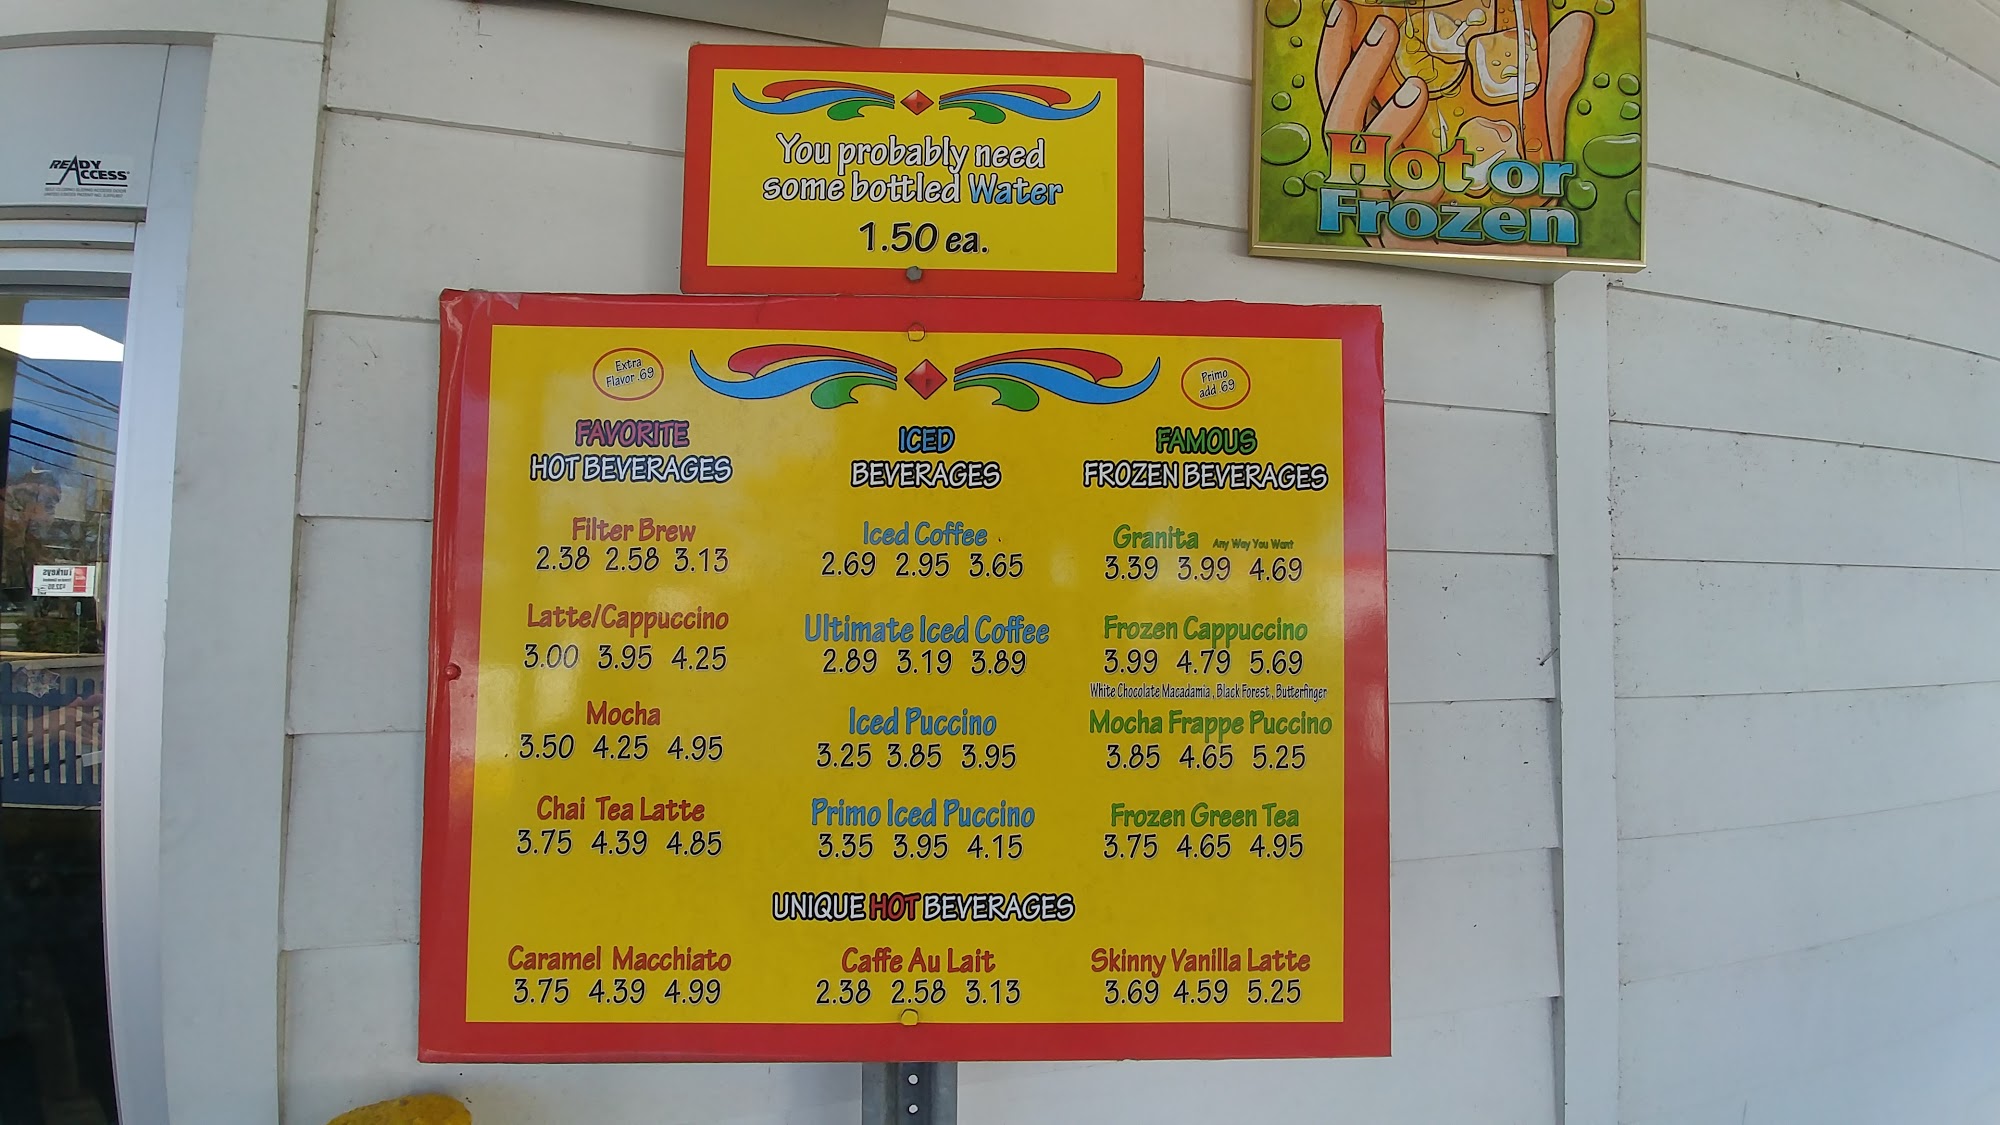 READY
ACCESS
You probably need
some bottled Water
1.50 ea.
Hot or
Frozen
Extra
Flavor .69
Primo
add .69
FAVORITE
HOT BEVERAGES
Filter Brew
2.38 2.58 3.13
Latte/Cappuccino
3.00 3.95 4.25
Mocha
3.50 4.25 4.95
Chai Tea Latte
3.75 4.39 4.85
ICED
BEVERAGES
Iced Coffee
2.69 2.95 3.65
Ultimate Iced Coffee
2.89 3.19 3.89
Iced Puccino
3.25 3.85 3.95
Primo Iced Puccino
3.35 3.95 4.15
FAMOUS
FROZEN BEVERAGES
Granita Any Way You Want
3.39 3.99 4.69
Frozen Cappuccino
3.99 4.79 5.69
White Chocolate Macadamia, Black Forest, Butterfinger
Mocha Frappe Puccino
3.85 4.65 5.25
Frozen Green Tea
3.75 4.65 4.95
UNIQUE HOT BEVERAGES
Caramel Macchiato
3.75 4.39 4.99
Caffe Au Lait
2.38 2.58 3.13
Skinny Vanilla Latte
3.69 4.59 5.25
Turkeys